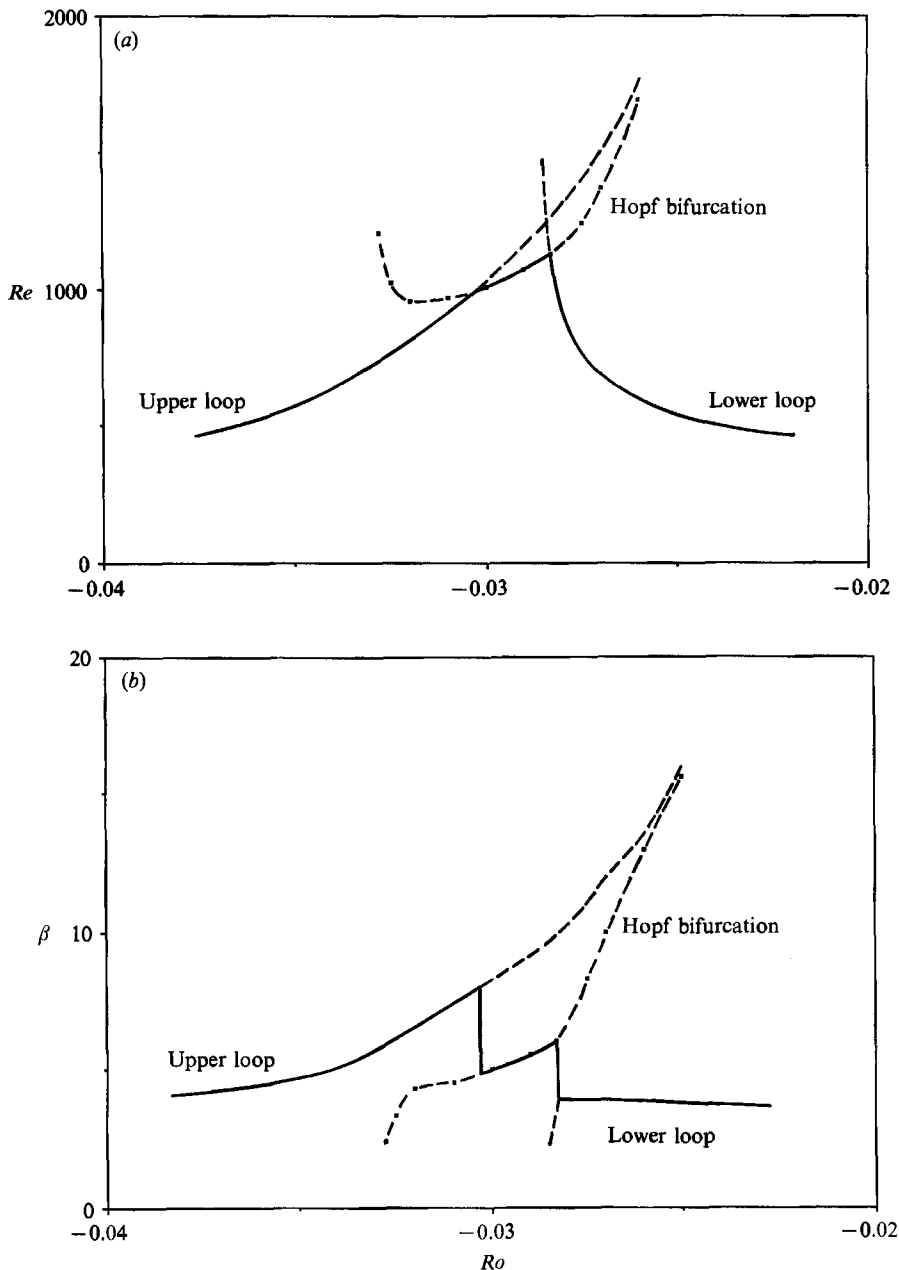 2000
(a)
Hopf bifurcation
Re 1000
Upper loop
Lower loop
0
−0.04
−0.03
−0.02
20
(b)
β 10
Hopf bifurcation
Upper loop
Lower loop
0
−0.04
−0.03
−0.02
Ro